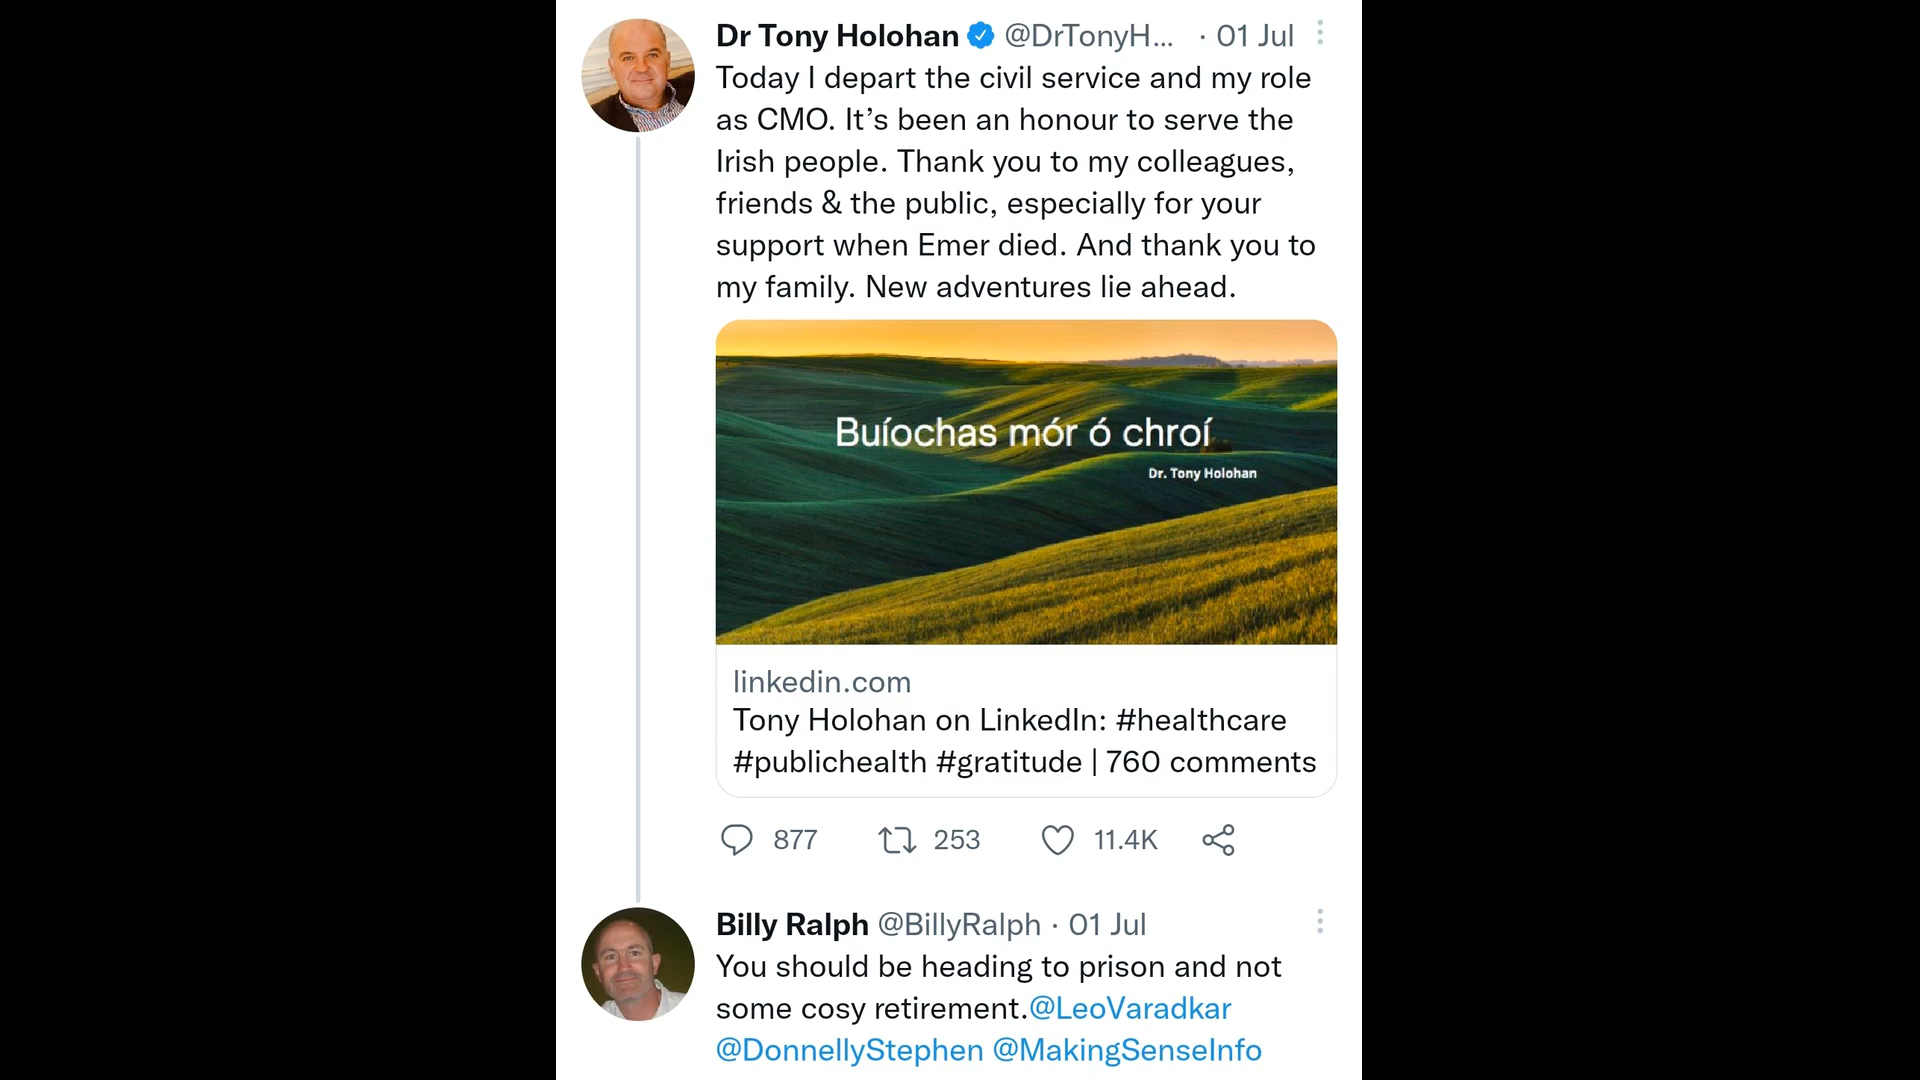 Dr Tony Holohan @DrTonyH... · 01 Jul
Today I depart the civil service and my role
as CMO. It’s been an honour to serve the
Irish people. Thank you to my colleagues,
friends & the public, especially for your
support when Emer died. And thank you to
my family. New adventures lie ahead.
Buíochas mór ó chroí
Dr. Tony Holohan
linkedin.com
Tony Holohan on LinkedIn: #healthcare
#publichealth #gratitude | 760 comments
877 253 11.4K
Billy Ralph @BillyRalph · 01 Jul
You should be heading to prison and not
some cosy retirement.@LeoVaradkar
@DonnellyStephen @MakingSenseInfo